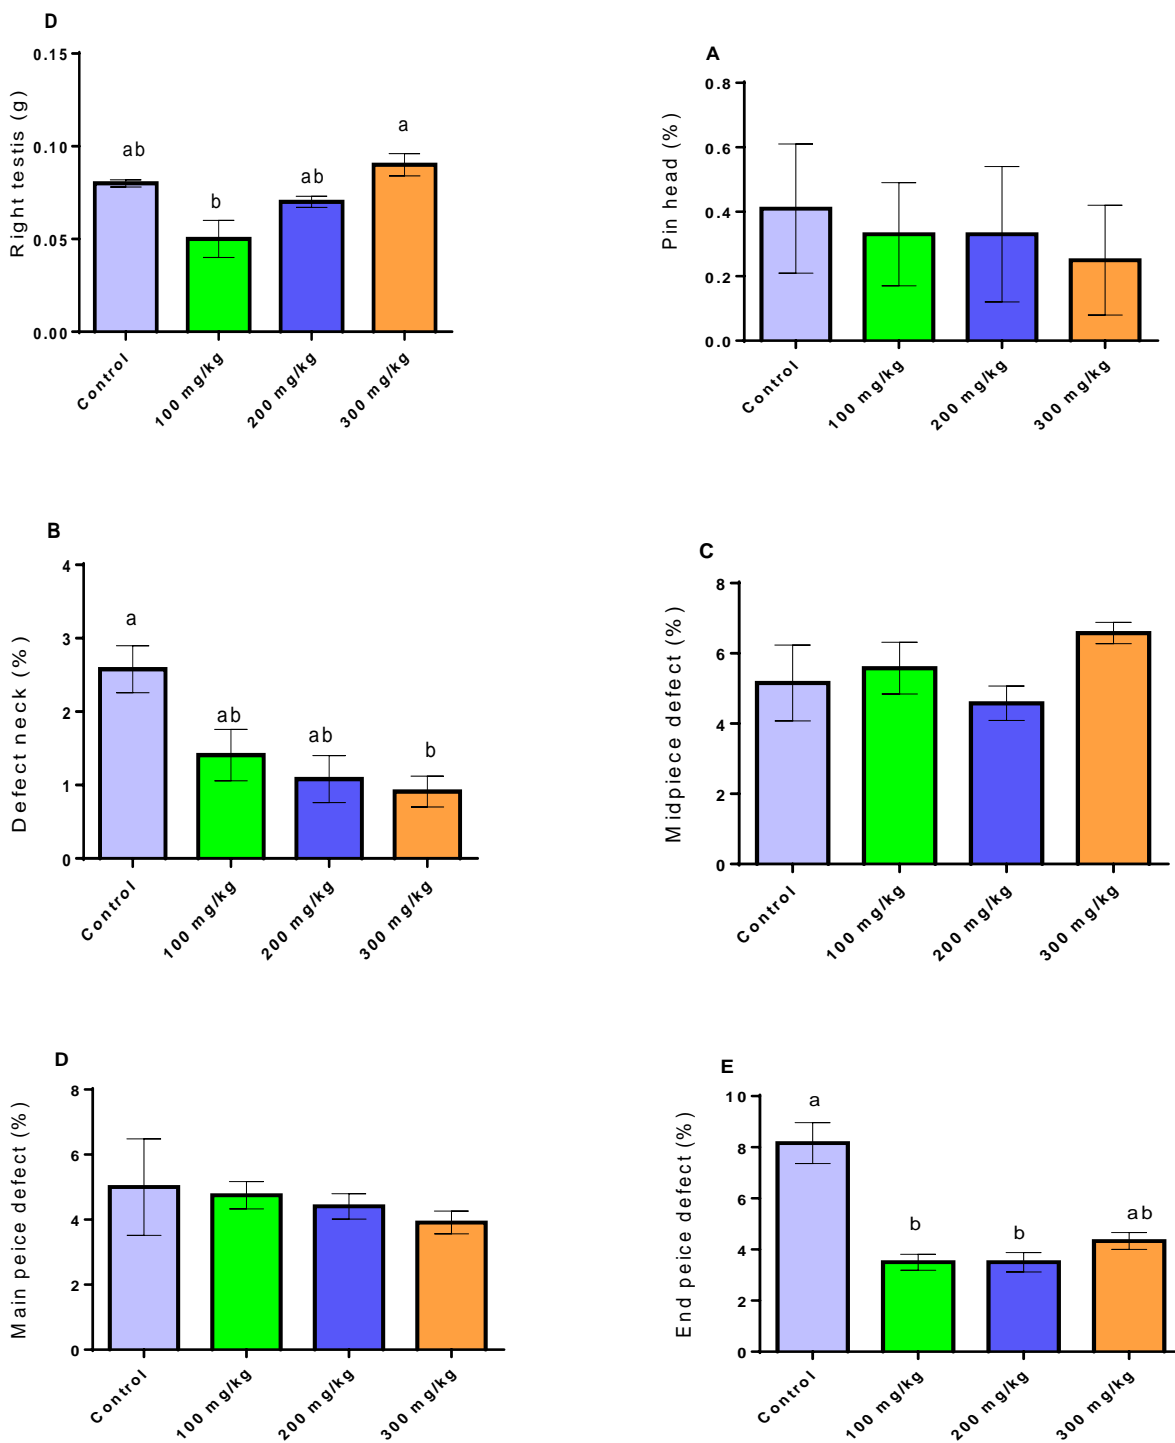 D
Right testis (g)
0.15
0.10
0.05
0.00
ab
b
ab
a
Control
100 mg/kg
200 mg/kg
300 mg/kg
A
Pin head (%)
0.8
0.6
0.4
0.2
0.0
Control
100 mg/kg
200 mg/kg
300 mg/kg
B
Defect neck (%)
4
3
2
1
0
a
ab
ab
b
Control
100 mg/kg
200 mg/kg
300 mg/kg
C
Midpiece defect (%)
8
6
4
2
0
Control
100 mg/kg
200 mg/kg
300 mg/kg
D
Main peice defect (%)
8
6
4
2
0
Control
100 mg/kg
200 mg/kg
300 mg/kg
E
End peice defect (%)
10
8
6
4
2
0
a
b
b
ab
Control
100 mg/kg
200 mg/kg
300 mg/kg